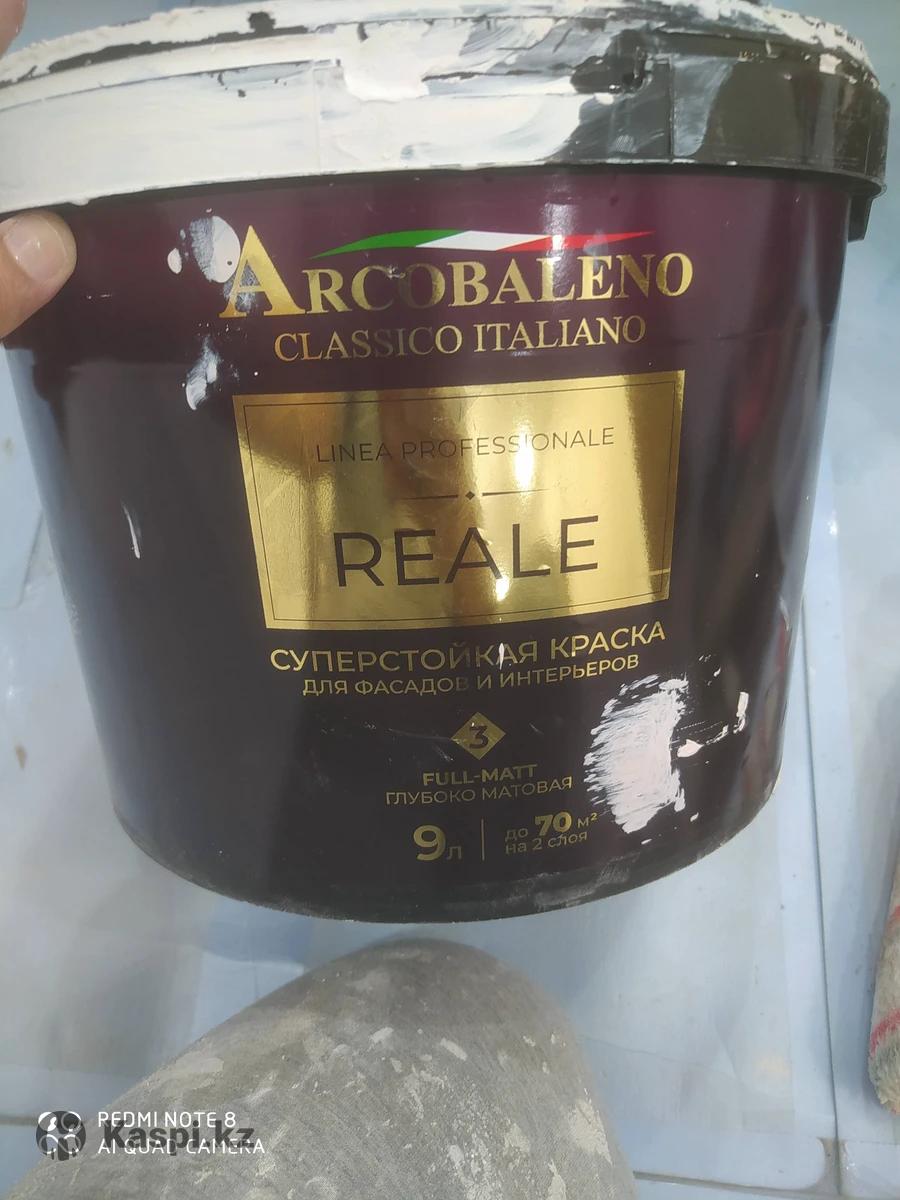 ARCOBALENO
CLASSICO ITALIANO
LINEA PROFESSIONALE
REALE
СУПЕРСТОЙКАЯ КРАСКА
ДЛЯ ФАСАДОВ И ИНТЕРЬЕРОВ
3
FULL-MATT
ГЛУБОКО МАТОВАЯ
9л
до 70 м²
на 2 слоя
REDMI NOTE 8
AI QUAD CAMERA
Kaspi.kz